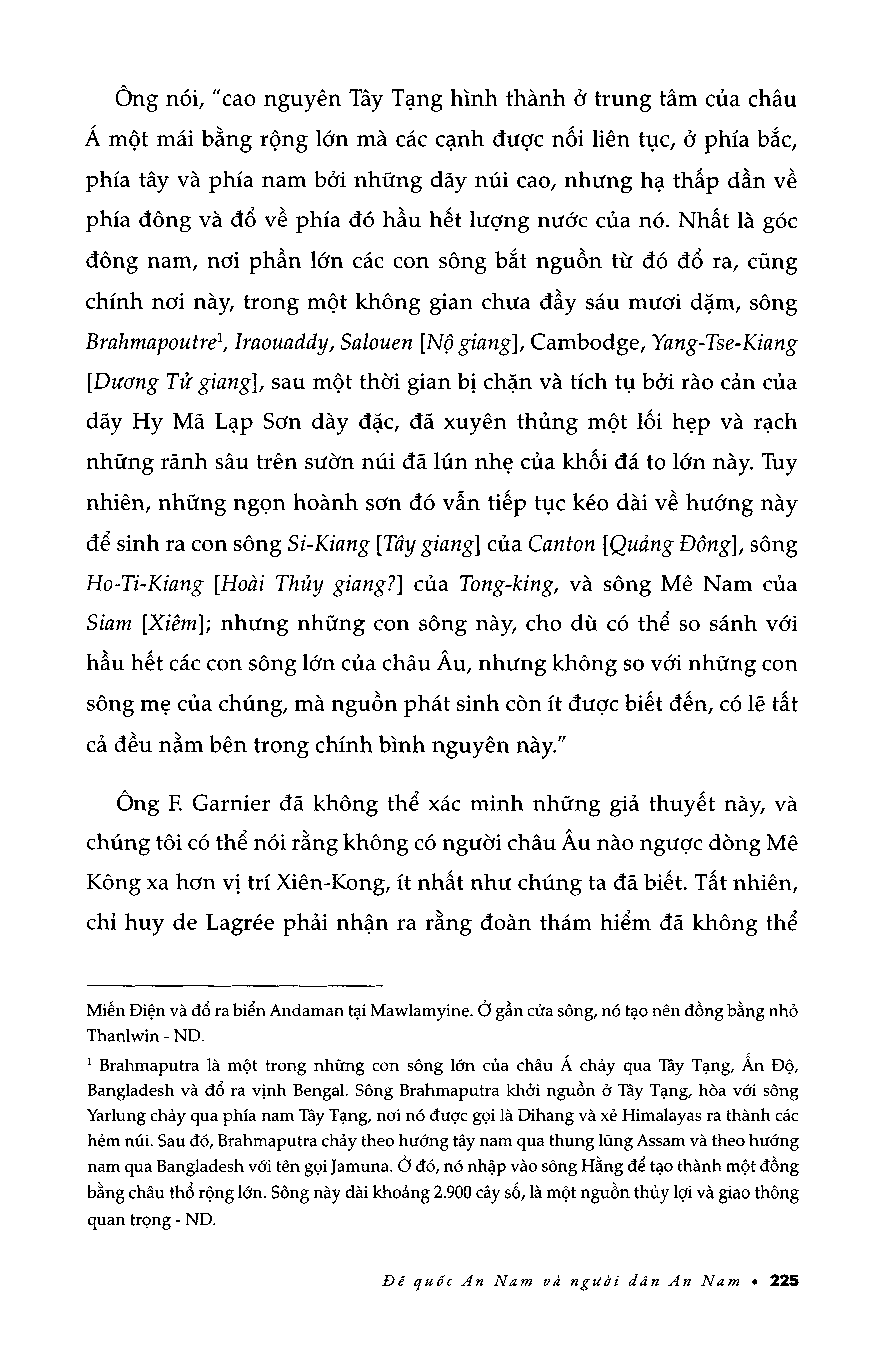 Ông nói, "cao nguyên Tây Tạng hình thành ở trung tâm của châu
Á một mái bằng rộng lớn mà các cạnh được nối liên tục, ở phía bắc,
phía tây và phía nam bởi những dãy núi cao, nhưng hạ thấp dần về
phía đông và đổ về phía đó hầu hết lượng nước của nó. Nhất là góc
đông nam, nơi phần lớn các con sông bắt nguồn từ đó đổ ra, cũng
chính nơi này, trong một không gian chưa đầy sáu mươi dặm, sông
Brahmapoutre¹, Iraouaddy, Salouen [Nộ giang], Cambodge, Yang-Tse-Kiang
[Dương Tử giang], sau một thời gian bị chặn và tích tụ bởi rào cản của
dãy Hy Mã Lạp Sơn dày đặc, đã xuyên thủng một lối hẹp và rạch
những rãnh sâu trên sườn núi đã lún nhẹ của khối đá to lớn này. Tuy
nhiên, những ngọn hoành sơn đó vẫn tiếp tục kéo dài về hướng này
để sinh ra con sông Si-Kiang [Tây giang] của Canton [Quảng Đông], sông
Ho-Ti-Kiang [Hoài Thủy giang?] của Tong-king, và sông Mê Nam của
Siam [Xiêm]; nhưng những con sông này, cho dù có thể so sánh với
hầu hết các con sông lớn của châu Âu, nhưng không so với những con
sông mẹ của chúng, mà nguồn phát sinh còn ít được biết đến, có lẽ tất
cả đều nằm bên trong chính bình nguyên này."
Ông F. Garnier đã không thể xác minh những giả thuyết này, và
chúng tôi có thể nói rằng không có người châu Âu nào ngược dòng Mê
Kông xa hơn vị trí Xiên-Kong, ít nhất như chúng ta đã biết. Tất nhiên,
chỉ huy de Lagrée phải nhận ra rằng đoàn thám hiểm đã không thể
Miến Điện và đổ ra biển Andaman tại Mawlamyine. Ở gần cửa sông, nó tạo nên đồng bằng nhỏ
Thanlwin - ND.
¹ Brahmaputra là một trong những con sông lớn của châu Á chảy qua Tây Tạng, Ấn Độ,
Bangladesh và đổ ra vịnh Bengal. Sông Brahmaputra khởi nguồn ở Tây Tạng, hòa với sông
Yarlung chảy qua phía nam Tây Tạng, nơi nó được gọi là Dihang và xẻ Himalayas ra thành các
hẻm núi. Sau đó, Brahmaputra chảy theo hướng tây nam qua thung lũng Assam và theo hướng
nam qua Bangladesh với tên gọi Jamuna. Ở đó, nó nhập vào sông Hằng để tạo thành một đồng
bằng châu thổ rộng lớn. Sông này dài khoảng 2.900 cây số, là một nguồn thủy lợi và giao thông
quan trọng - ND.
Đế quốc An Nam và người dân An Nam • 225